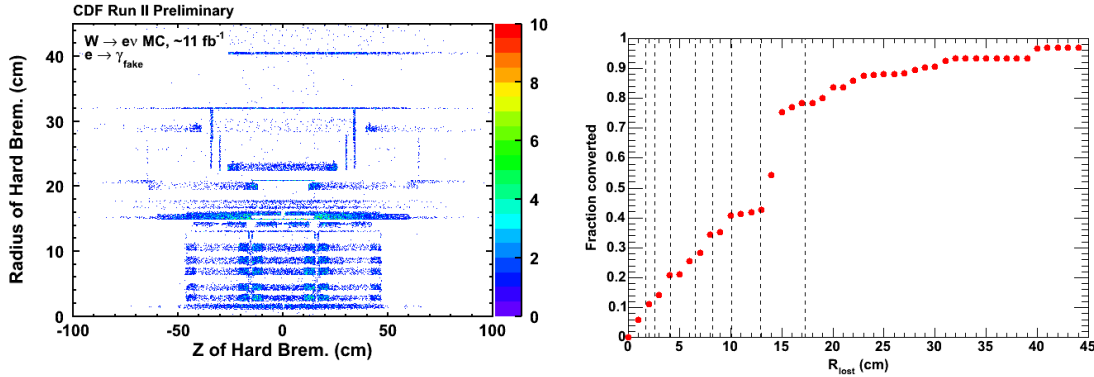 CDF Run II Preliminary
W → eν MC, ~11 fb⁻¹
e → γ_fake
Radius of Hard Brem. (cm)
40
30
20
10
0
-100 -50 0 50 100
Z of Hard Brem. (cm)
10
8
6
4
2
0
Fraction converted
1
0.9
0.8
0.7
0.6
0.5
0.4
0.3
0.2
0.1
0
0 5 10 15 20 25 30 35 40 45
R_lost (cm)